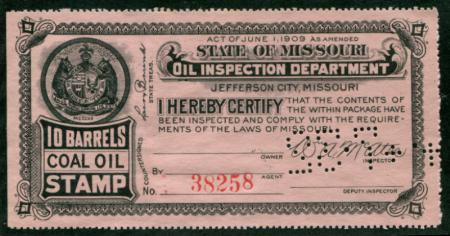 ACT OF JUNE 1, 1909 AS AMENDED
STATE OF MISSOURI
OIL INSPECTION DEPARTMENT
JEFFERSON CITY, MISSOURI
I HEREBY CERTIFY THAT THE CONTENTS OF
THE WITHIN PACKAGE HAVE
BEEN INSPECTED AND COMPLY WITH THE REQUIRE-
MENTS OF THE LAWS OF MISSOURI.
OWNER
INSPECTOR
BY AGENT
No. 38258
DEPUTY INSPECTOR
COUNTERSIGNED
STATE TREAS.
10 BARRELS
COAL OIL
STAMP